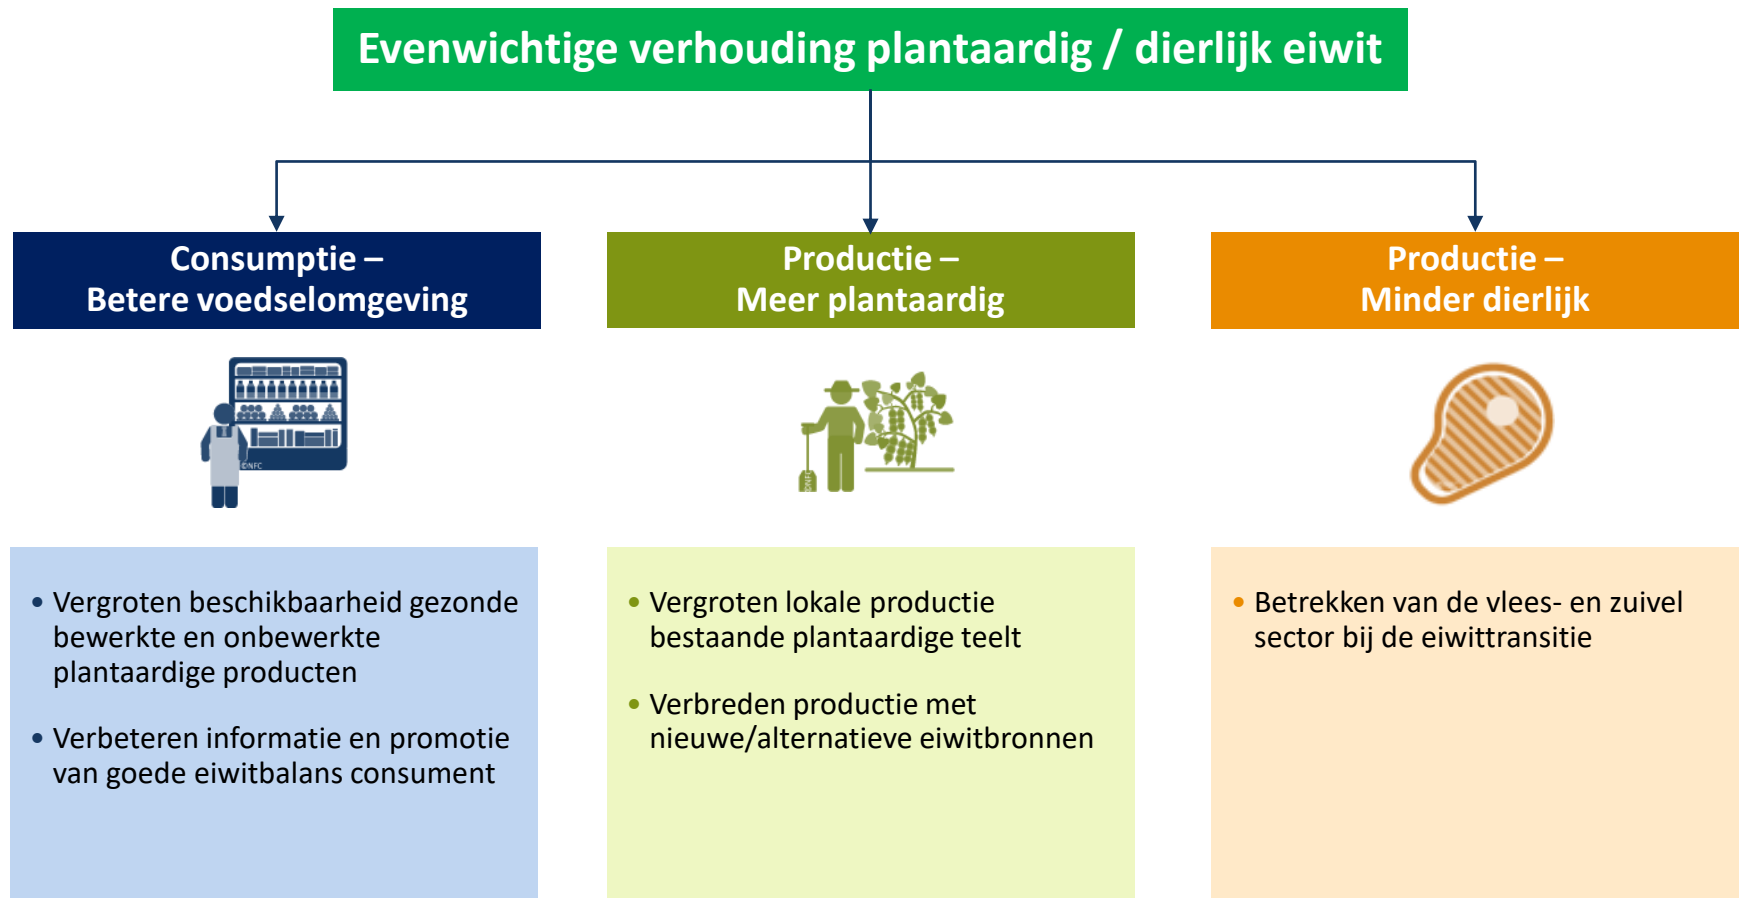 Evenwichtige verhouding plantaardig / dierlijk eiwit
Consumptie –
Betere voedselomgeving
©NFC
• Vergroten beschikbaarheid gezonde
bewerkte en onbewerkte
plantaardige producten
• Verbeteren informatie en promotie
van goede eiwitbalans consument
Productie –
Meer plantaardig
• Vergroten lokale productie
bestaande plantaardige teelt
• Verbreden productie met
nieuwe/alternatieve eiwitbronnen
Productie –
Minder dierlijk
• Betrekken van de vlees- en zuivel
sector bij de eiwittransitie